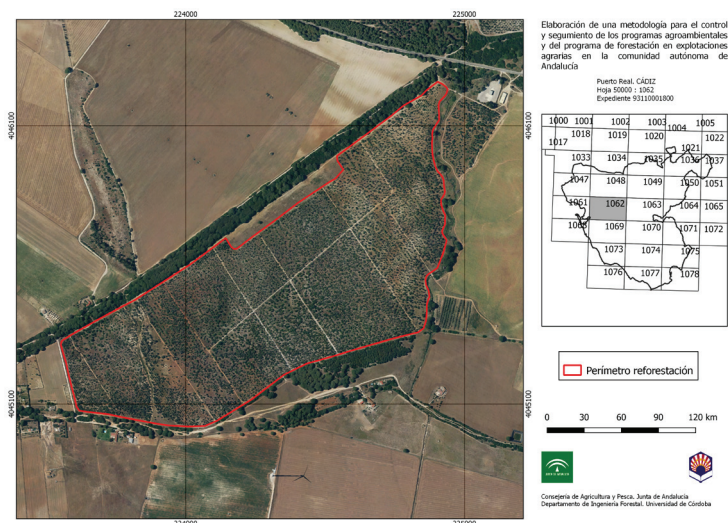 224000
225000
4046100
4046100
4045100
4045100
224000
225000
Elaboración de una metodología para el control
y segumiento de los programas agroambientales
y del programa de forestación en explotaciones
agrarias en la comunidad autónoma de
Andalucía
Puerto Real. CÁDIZ
Hoja 50000 : 1062
Expediente 93110001800
1000 1001 1002 1003 1004 1005
1017 1018 1019 1020 1021 1022
1033 1034 1035 1036 1037
1047 1048 1049 1050 1051
1061 1062 1063 1064 1065
1068 1069 1070 1071 1072
1073 1074 1075
1076 1077 1078
Perímetro reforestación
0 30 60 90 120 km
Consejería de Agricultura y Pesca. Junta de Andalucia
Departamento de Ingeniería Forestal. Universidad de Córdoba